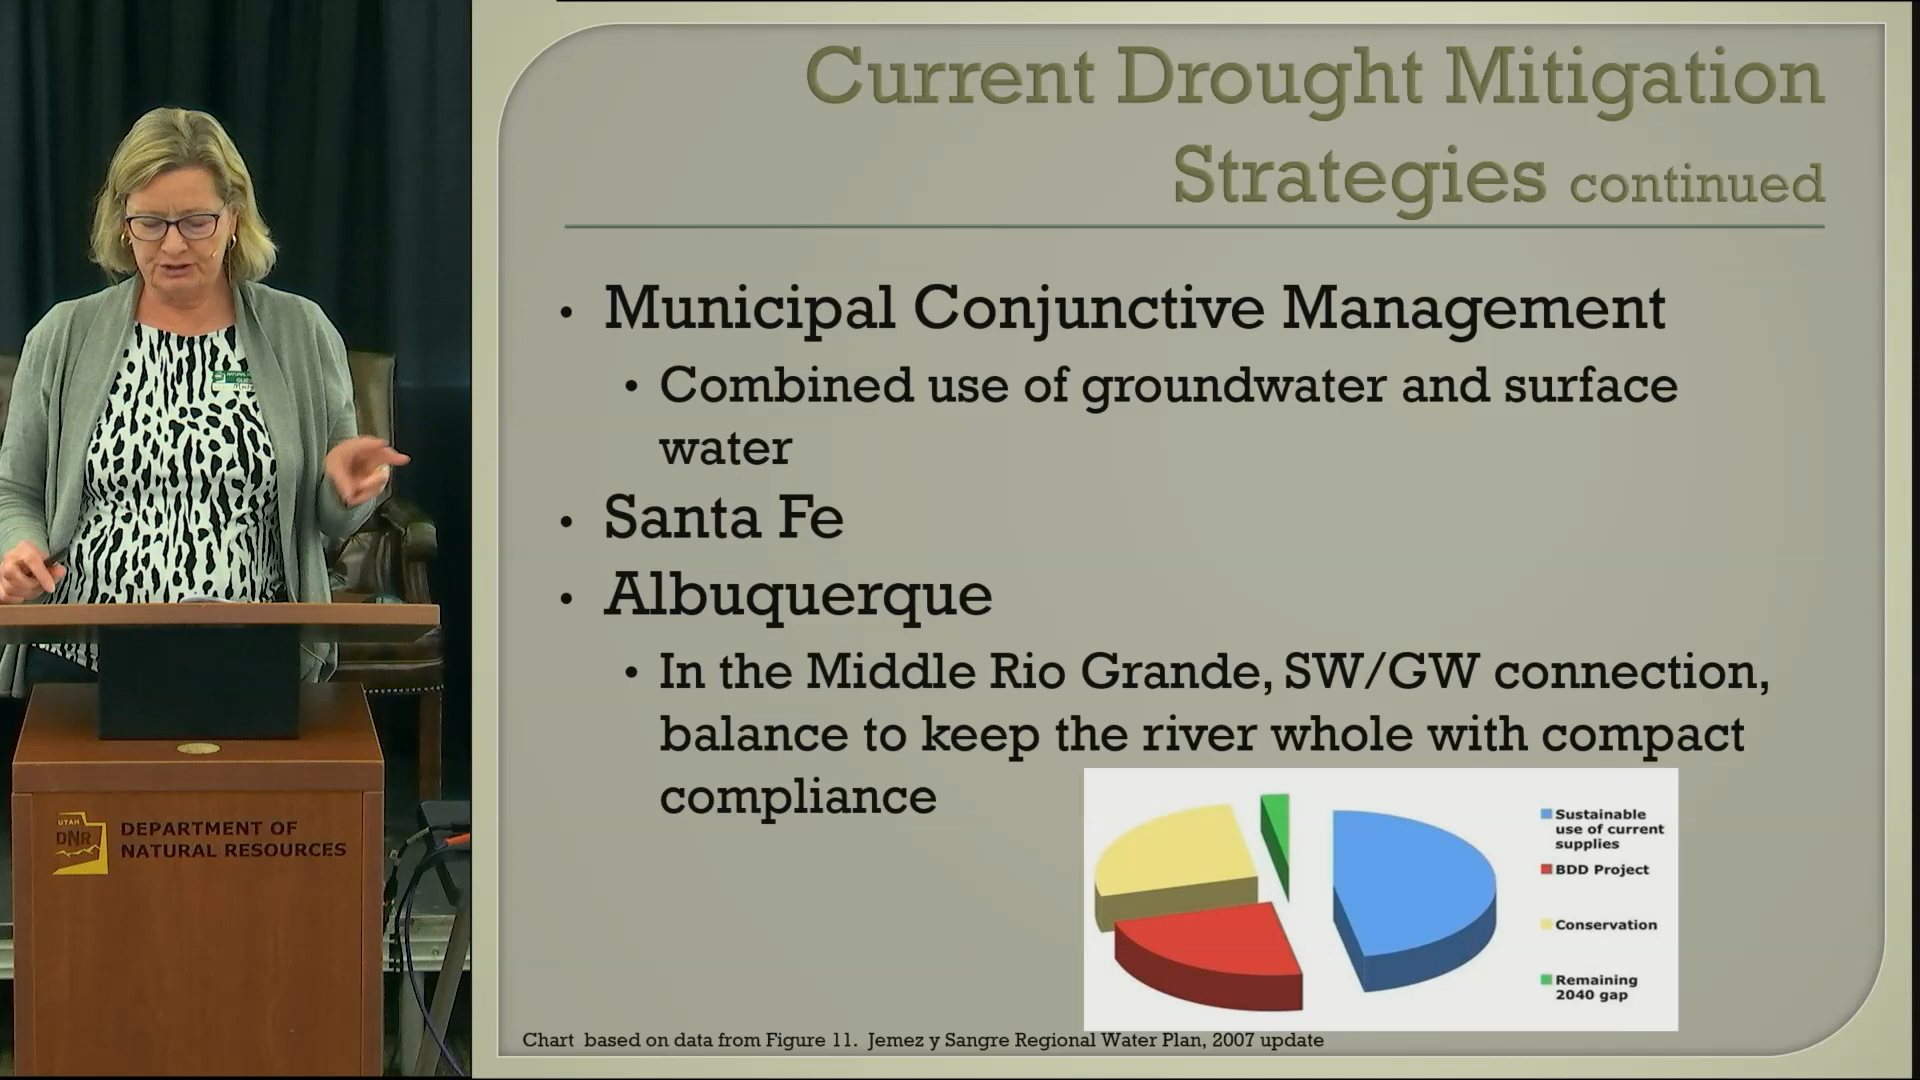 Current Drought Mitigation
Strategies continued
• Municipal Conjunctive Management
• Combined use of groundwater and surface
water
• Santa Fe
• Albuquerque
• In the Middle Rio Grande, SW/GW connection,
balance to keep the river whole with compact
compliance
Sustainable
use of current
supplies
BDD Project
Conservation
Remaining
2040 gap
Chart based on data from Figure 11. Jemez y Sangre Regional Water Plan, 2007 update
UTAH
DNR
DEPARTMENT OF
NATURAL RESOURCES